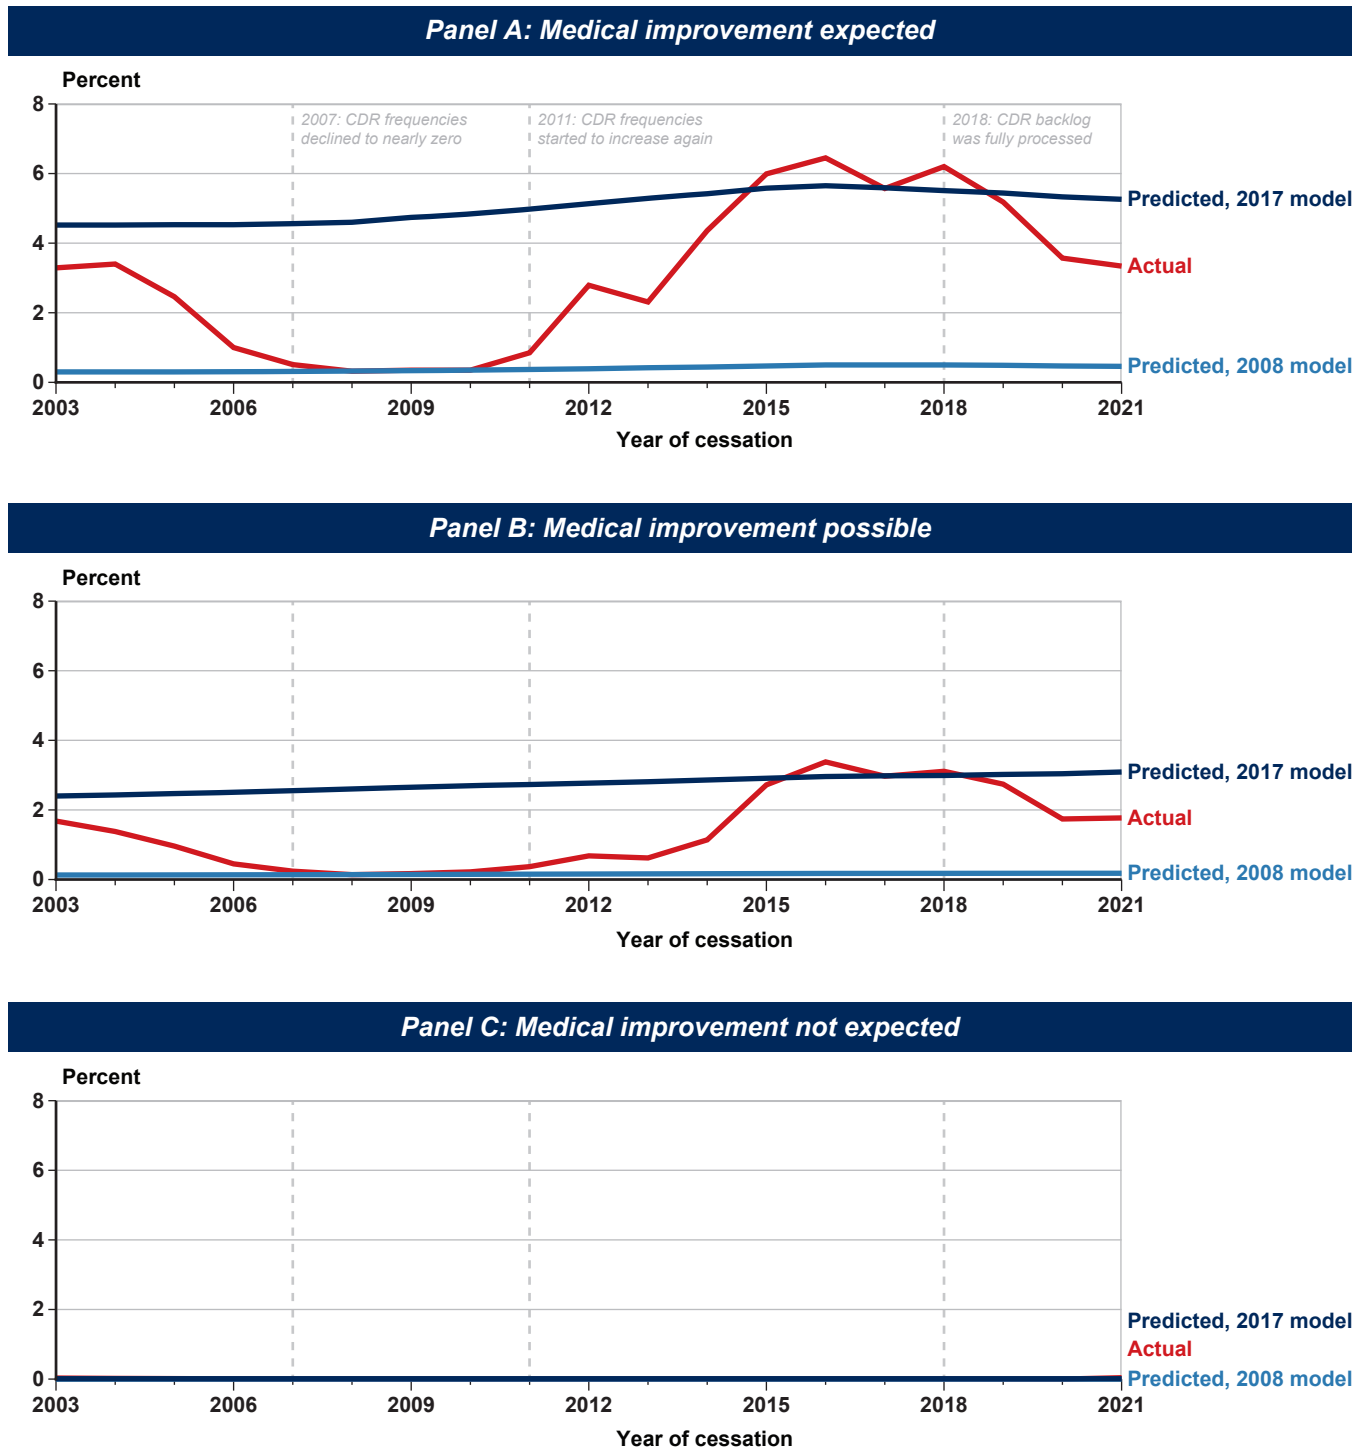 Panel A: Medical improvement expected
Percent
8
2007: CDR frequencies
declined to nearly zero
2011: CDR frequencies
started to increase again
2018: CDR backlog
was fully processed
6
Predicted, 2017 model
4
Actual
2
Predicted, 2008 model
0
2003 2006 2009 2012 2015 2018 2021
Year of cessation
Panel B: Medical improvement possible
Percent
8
6
4
Predicted, 2017 model
2
Actual
Predicted, 2008 model
0
2003 2006 2009 2012 2015 2018 2021
Year of cessation
Panel C: Medical improvement not expected
Percent
8
6
4
2
Predicted, 2017 model
Actual
Predicted, 2008 model
0
2003 2006 2009 2012 2015 2018 2021
Year of cessation